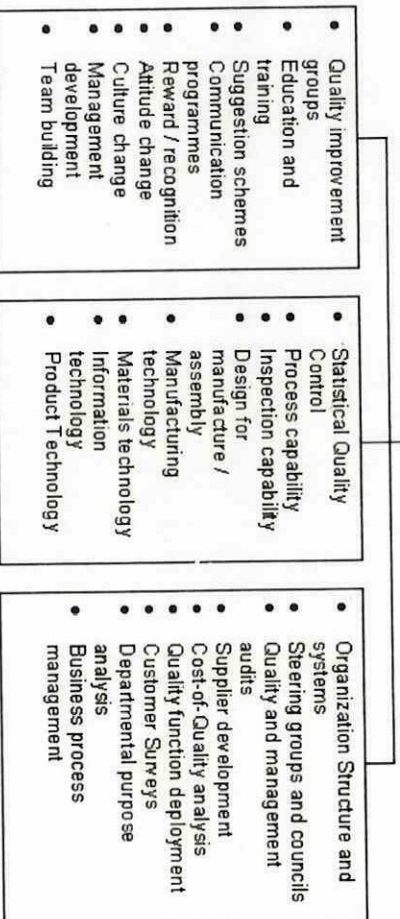 • Quality improvement
groups
• Education and
training
• Suggestion schemes
• Communication
programmes
• Reward / recognition
• Attitude change
• Culture change
• Management
development
• Team building
• Statistical Quality
Control
• Process capability
• Inspection capability
• Design for
manufacture /
assembly
• Manufacturing
technology
• Materials technology
• Information
technology
• Product Technology
• Organization Structure and
systems
• Steering groups and councils
• Quality and management
audits
• Supplier development
• Cost-of-Quality analysis
• Quality function deployment
• Customer Surveys
• Departmental purpose
analysis
• Business process
management